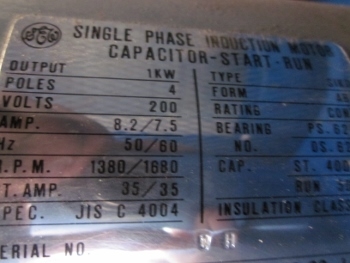 SINGLE PHASE INDUCTION MOTOR
CAPACITOR-START-RUN
OUTPUT 1KW TYPE
POLES 4 FORM
VOLTS 200 RATING
AMP. 8.2/7.5 BEARING
Hz 50/60 NO.
R.P.M. 1380/1680 CAP. ST.
T. AMP. 35/35 RUN
SPEC. JIS C 4004 INSULATION CLASS
SERIAL NO.